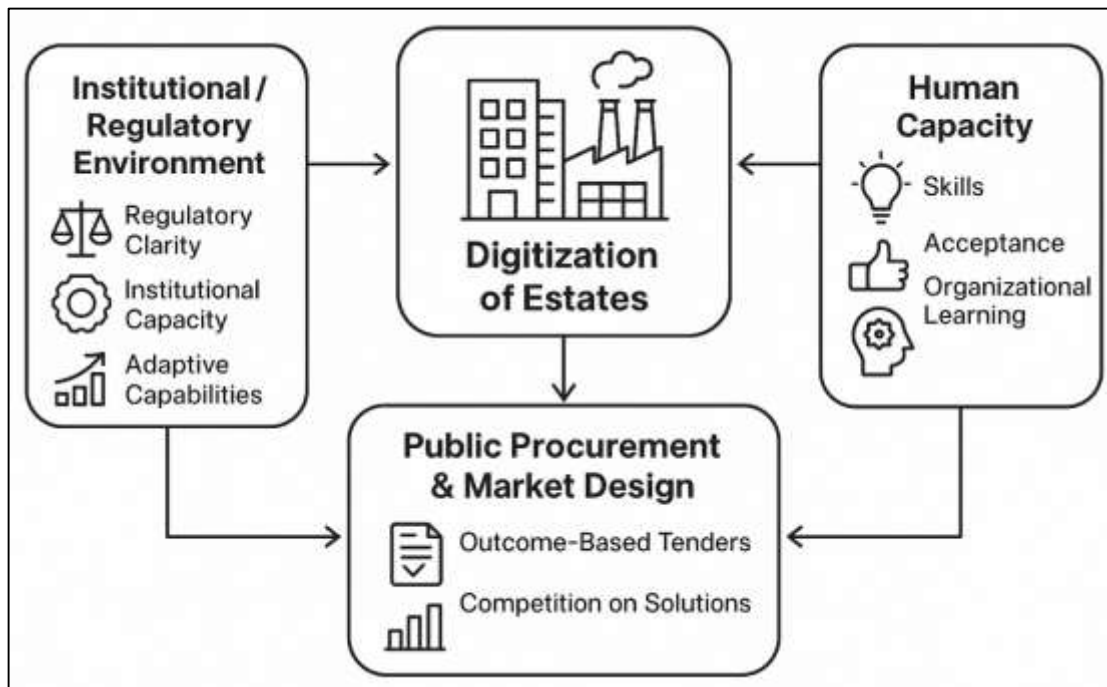 Institutional /
Regulatory
Environment
Regulatory
Clarity
Institutional
Capacity
Adaptive
Capabilities
Digitization
of Estates
Human
Capacity
Skills
Acceptance
Organizational
Learning
Public Procurement
& Market Design
Outcome-Based Tenders
Competition on Solutions